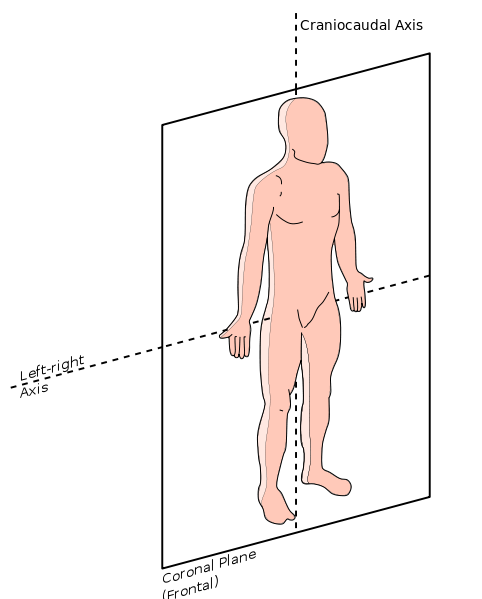 Craniocaudal Axis
Left-right
Axis
Coronal Plane
(Frontal)